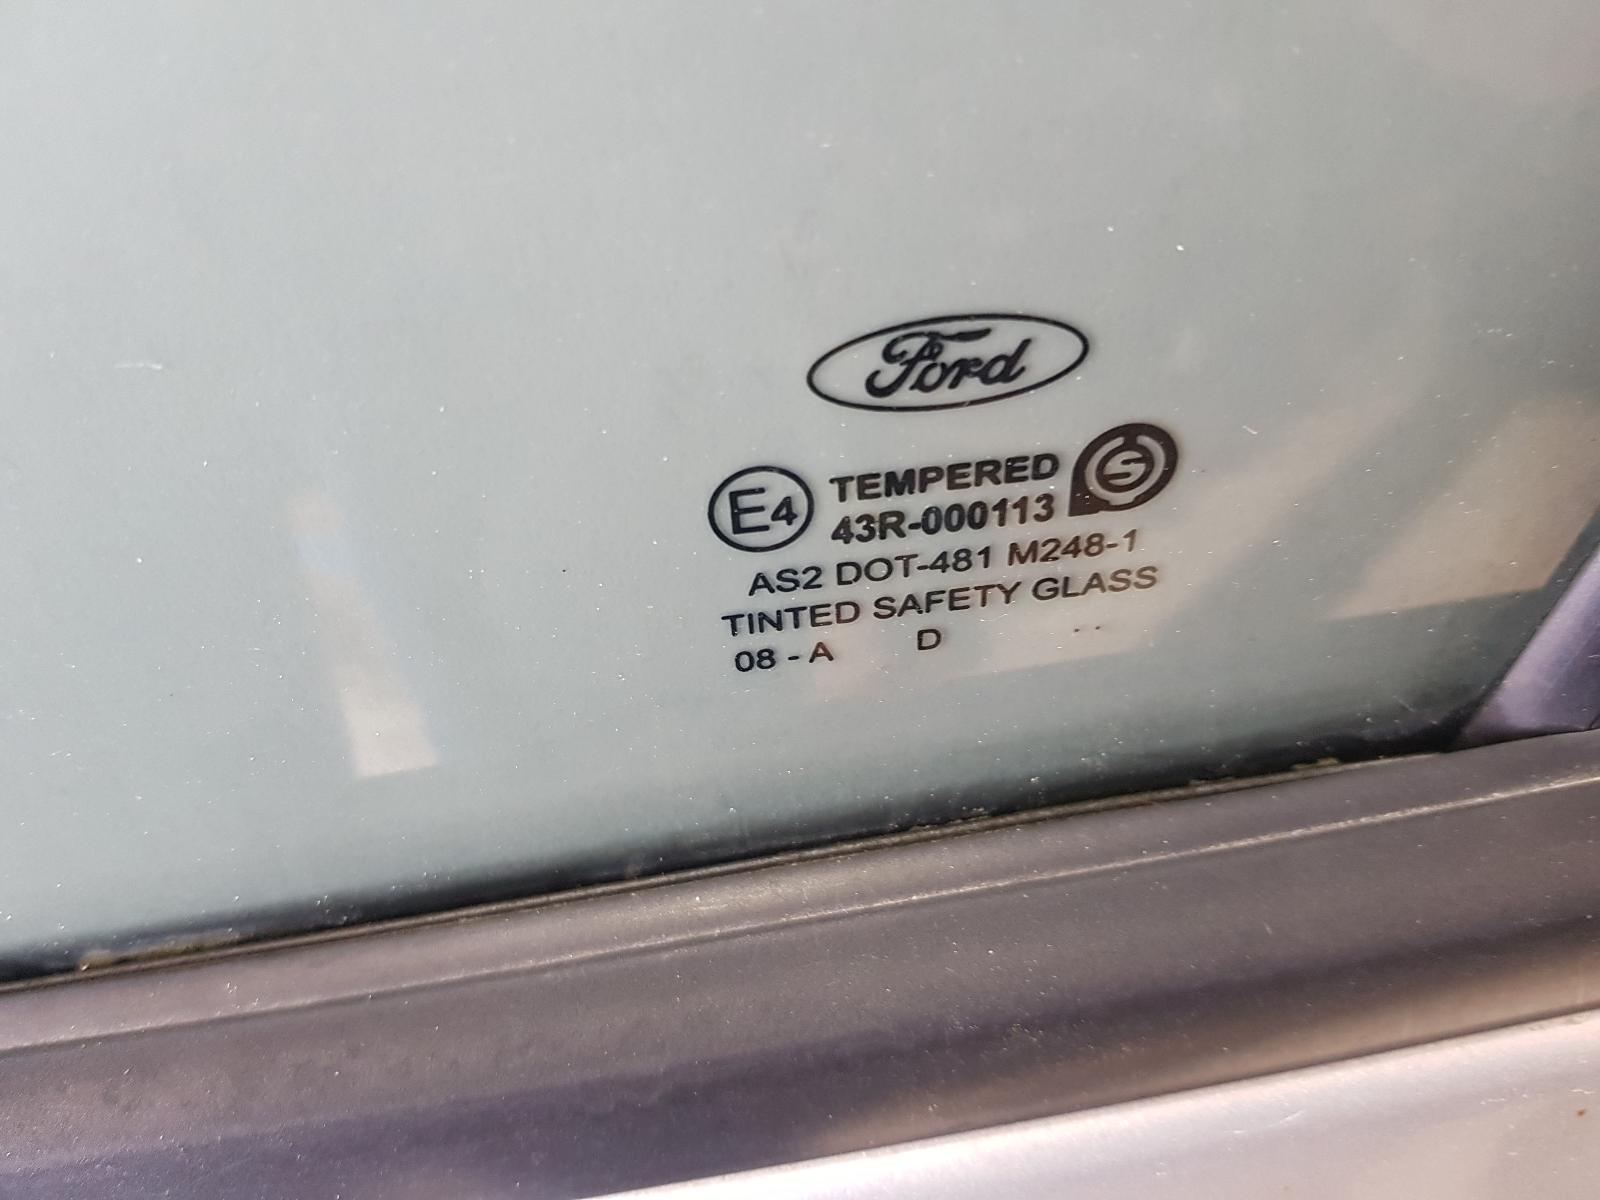 Ford
E4 TEMPERED S
43R-000113
AS2 DOT-481 M248-1
TINTED SAFETY GLASS
08 - A D ..